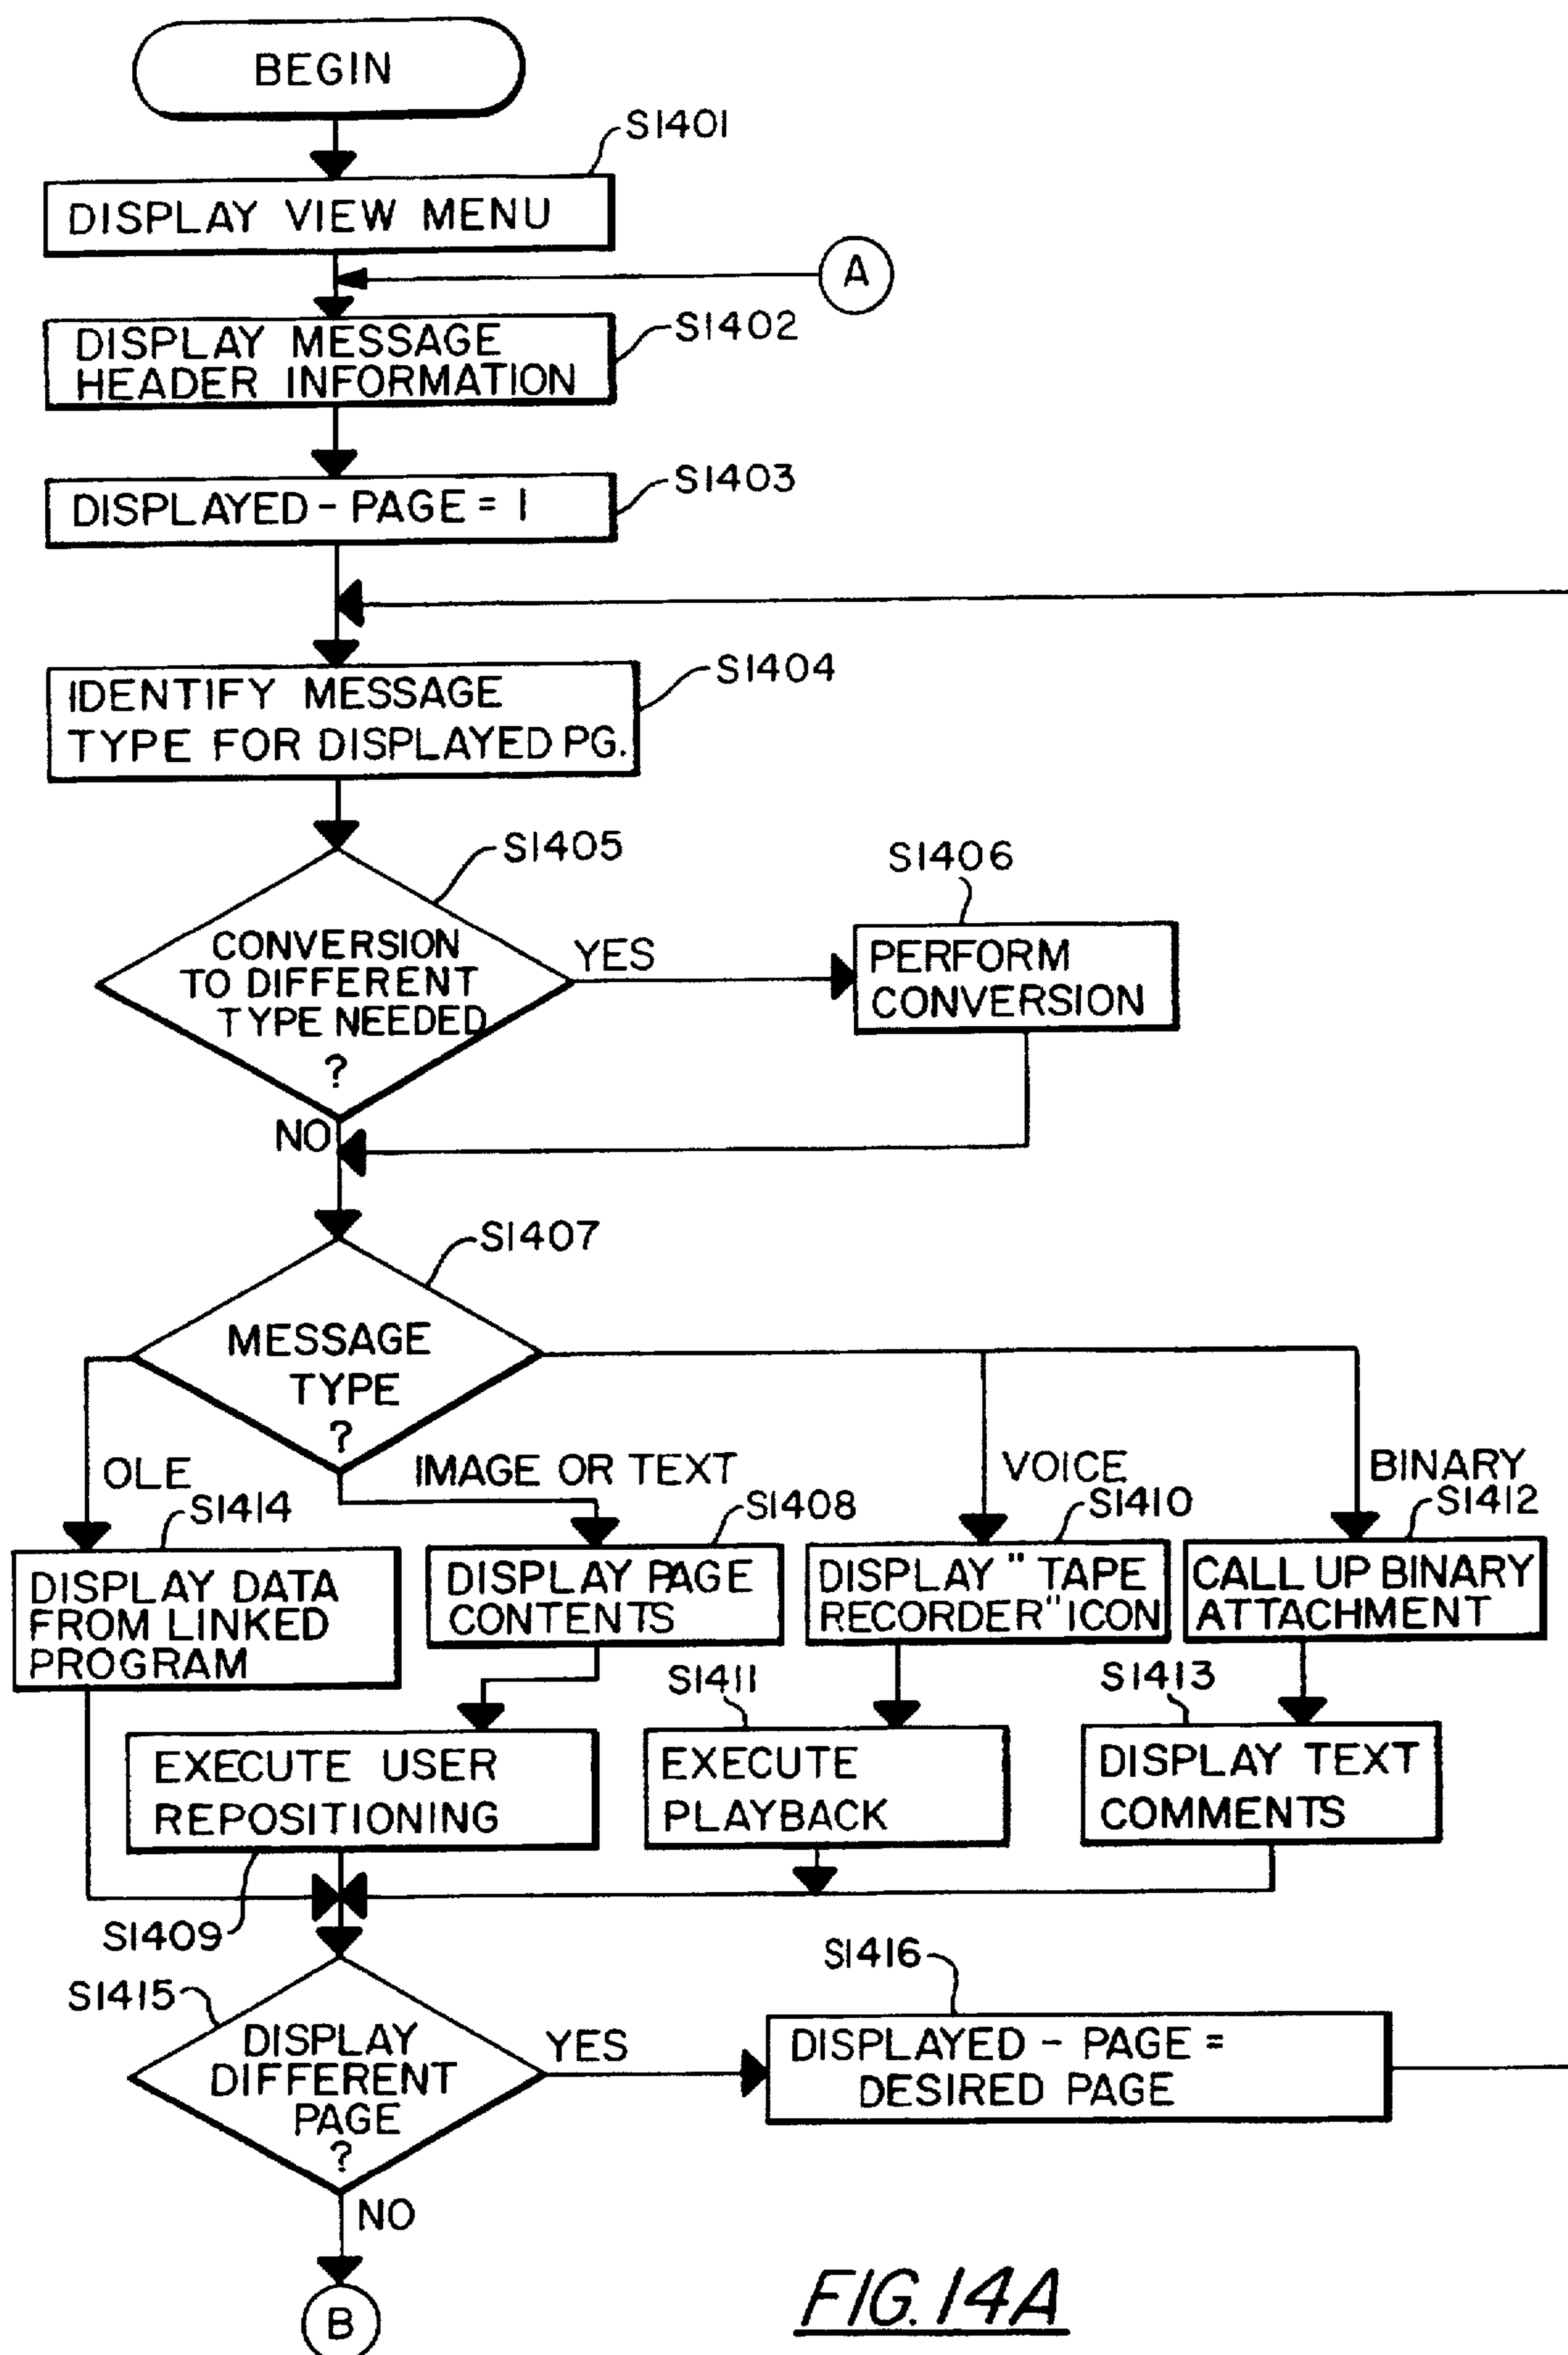 BEGIN
S1401
DISPLAY VIEW MENU
A
S1402
DISPLAY MESSAGE
HEADER INFORMATION
S1403
DISPLAYED - PAGE = 1
S1404
IDENTIFY MESSAGE
TYPE FOR DISPLAYED PG.
S1405
CONVERSION
TO DIFFERENT
TYPE NEEDED
?
YES
S1406
PERFORM
CONVERSION
NO
S1407
MESSAGE
TYPE
?
OLE
S1414
DISPLAY DATA
FROM LINKED
PROGRAM
IMAGE OR TEXT
S1408
DISPLAY PAGE
CONTENTS
VOICE
S1410
DISPLAY "TAPE
RECORDER" ICON
BINARY
S1412
CALL UP BINARY
ATTACHMENT
EXECUTE USER
REPOSITIONING
S1409
S1411
EXECUTE
PLAYBACK
S1413
DISPLAY TEXT
COMMENTS
S1415
DISPLAY
DIFFERENT
PAGE
?
YES
S1416
DISPLAYED - PAGE =
DESIRED PAGE
NO
B
FIG. 14A